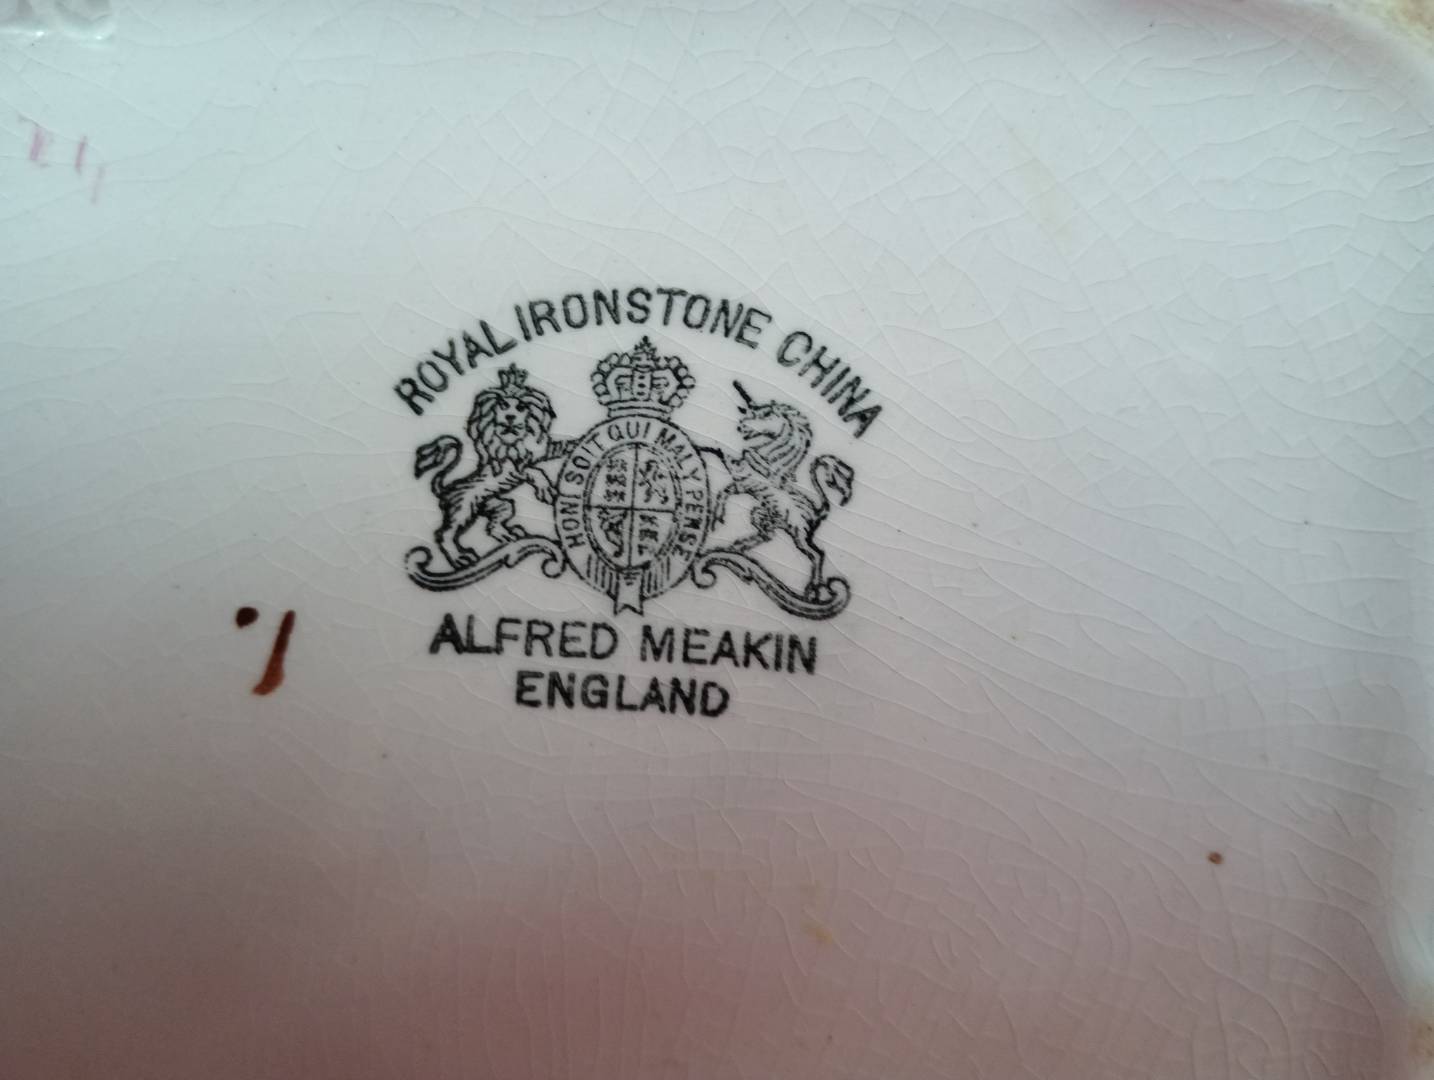 ROYAL IRONSTONE CHINA
HONI SOIT QUI MAL Y PENSE
ALFRED MEAKIN
ENGLAND